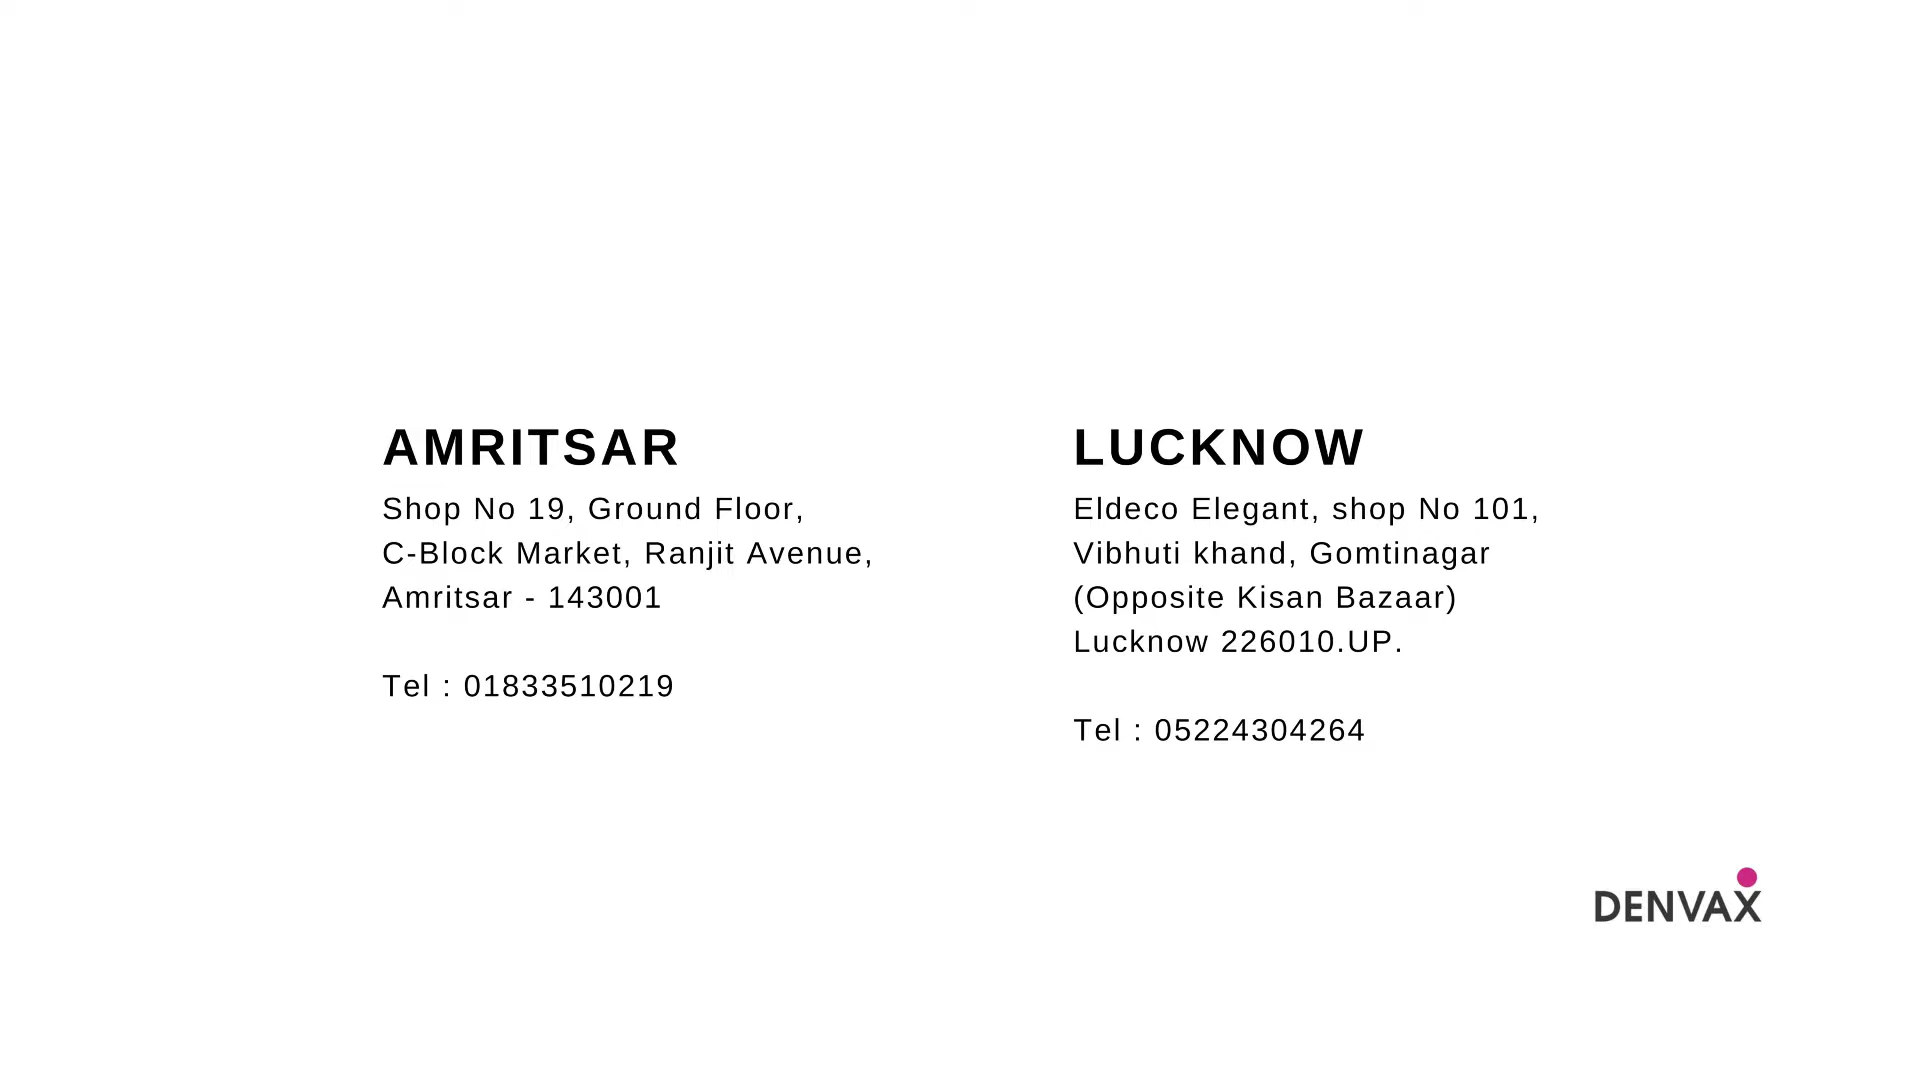 AMRITSAR
Shop No 19, Ground Floor,
C-Block Market, Ranjit Avenue,
Amritsar - 143001
Tel : 01833510219
LUCKNOW
Eldeco Elegant, shop No 101,
Vibhuti khand, Gomtinagar
(Opposite Kisan Bazaar)
Lucknow 226010.UP.
Tel : 05224304264
DENVAX